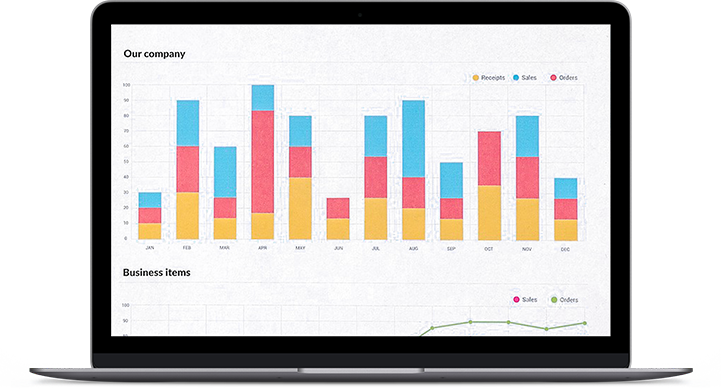 Our company
Receipts Sales Orders
100
90
80
70
60
50
40
30
20
10
0
JAN FEB MAR APR MAY JUN JUL AUG SEP OCT NOV DEC
Business items
Sales Orders
100
90
80